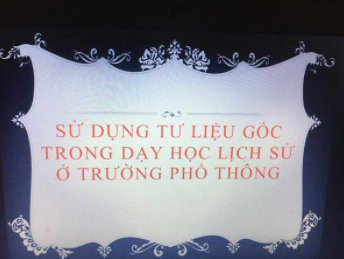 SỬ DỤNG TƯ LIỆU GỐC
TRONG DẠY HỌC LỊCH SỬ
Ở TRƯỜNG PHỔ THÔNG